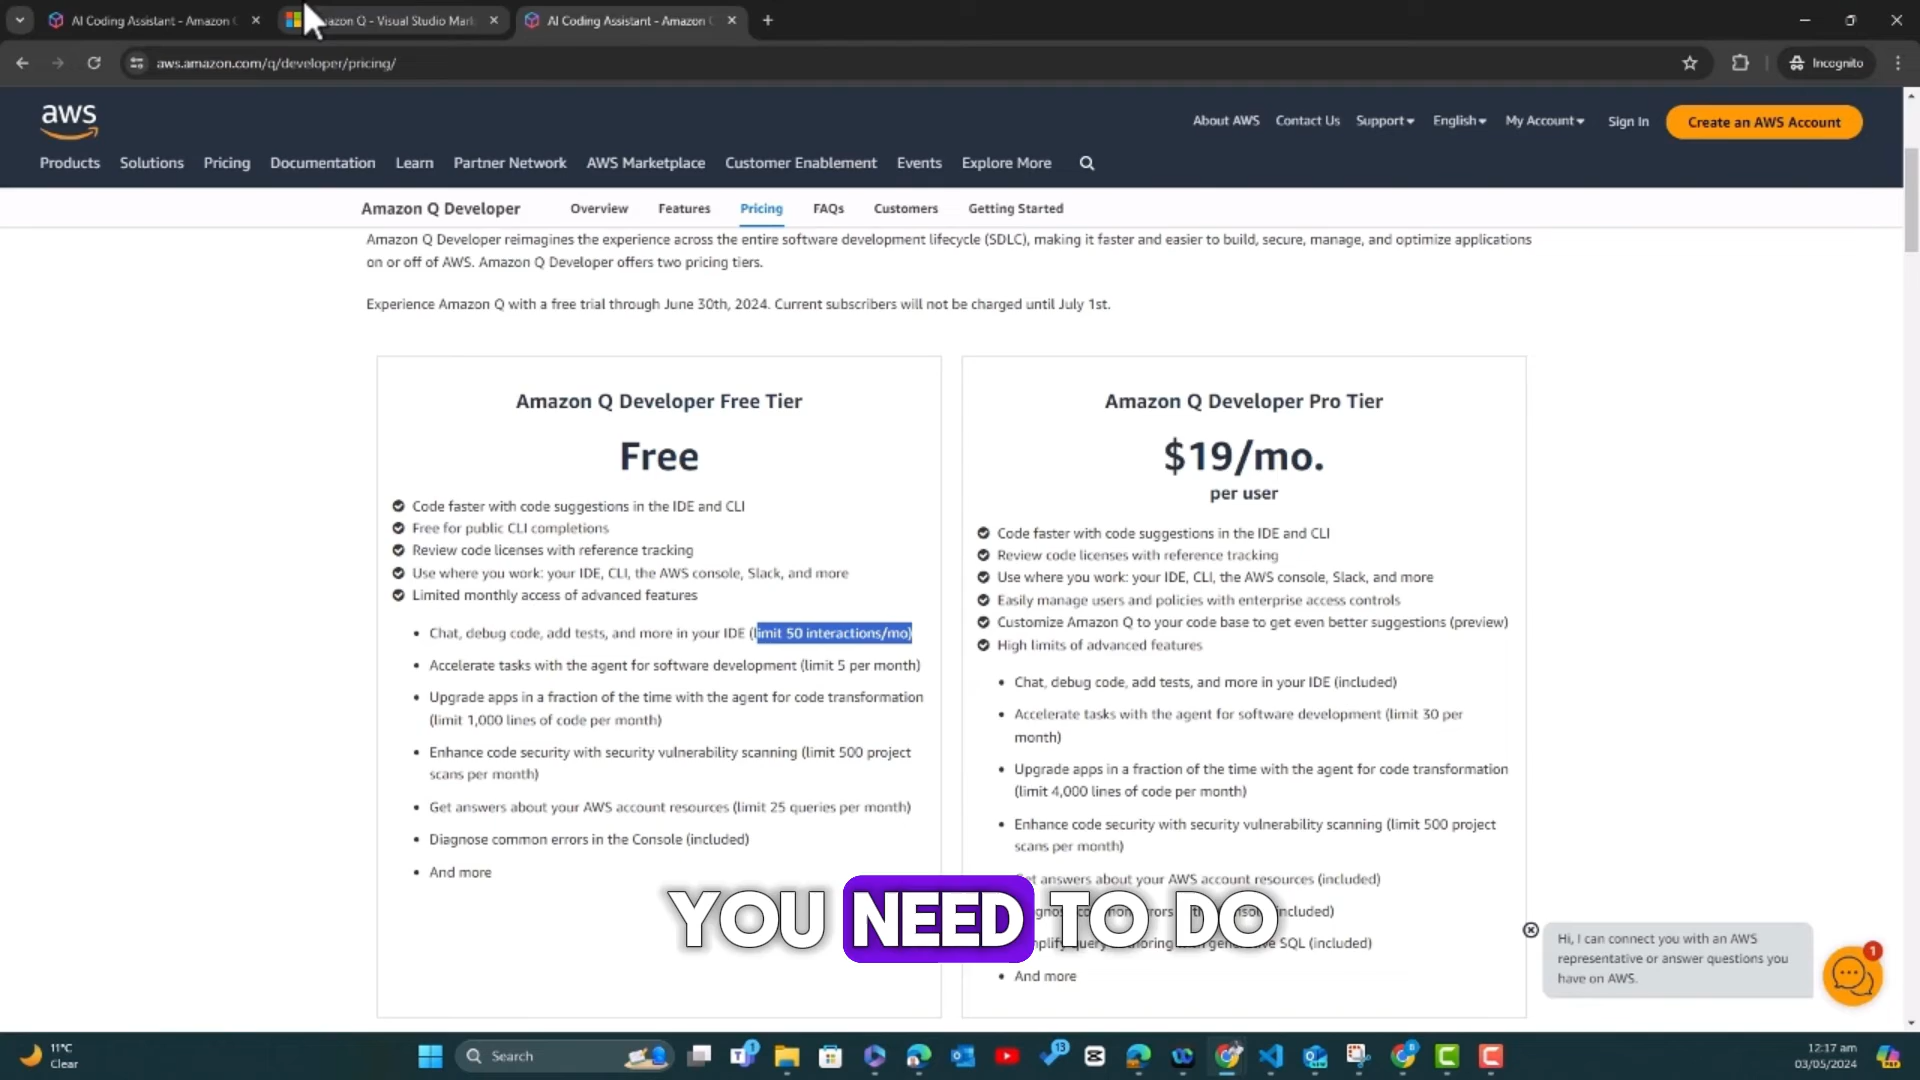 AI Coding Assistant - Amazon
Amazon Q - Visual Studio Mark
AI Coding Assistant - Amazon
aws.amazon.com/q/developer/pricing/
Incognito
aws
About AWS Contact Us Support English My Account Sign In Create an AWS Account
Products Solutions Pricing Documentation Learn Partner Network AWS Marketplace Customer Enablement Events Explore More
Amazon Q Developer Overview Features Pricing FAQs Customers Getting Started
Amazon Q Developer reimagines the experience across the entire software development lifecycle (SDLC), making it faster and easier to build, secure, manage, and optimize applications
on or off of AWS. Amazon Q Developer offers two pricing tiers.
Experience Amazon Q with a free trial through June 30th, 2024. Current subscribers will not be charged until July 1st.
Amazon Q Developer Free Tier
Free
Code faster with code suggestions in the IDE and CLI
Free for public CLI completions
Review code licenses with reference tracking
Use where you work: your IDE, CLI, the AWS console, Slack, and more
Limited monthly access of advanced features
• Chat, debug code, add tests, and more in your IDE (limit 50 interactions/mo)
• Accelerate tasks with the agent for software development (limit 5 per month)
• Upgrade apps in a fraction of the time with the agent for code transformation
(limit 1,000 lines of code per month)
• Enhance code security with security vulnerability scanning (limit 500 project
scans per month)
• Get answers about your AWS account resources (limit 25 queries per month)
• Diagnose common errors in the Console (included)
• And more
Amazon Q Developer Pro Tier
$19/mo.
per user
Code faster with code suggestions in the IDE and CLI
Review code licenses with reference tracking
Use where you work: your IDE, CLI, the AWS console, Slack, and more
Easily manage users and policies with enterprise access controls
Customize Amazon Q to your code base to get even better suggestions (preview)
High limits of advanced features
• Chat, debug code, add tests, and more in your IDE (included)
• Accelerate tasks with the agent for software development (limit 30 per
month)
• Upgrade apps in a fraction of the time with the agent for code transformation
(limit 4,000 lines of code per month)
• Enhance code security with security vulnerability scanning (limit 500 project
scans per month)
Get answers about your AWS account resources (included)
SQL (included)
• And more
YOU NEED TO DO
Hi, I can connect you with an AWS
representative or answer questions you
have on AWS.
1
11°C
Clear
Search
1
13
12:17 am
03/05/2024